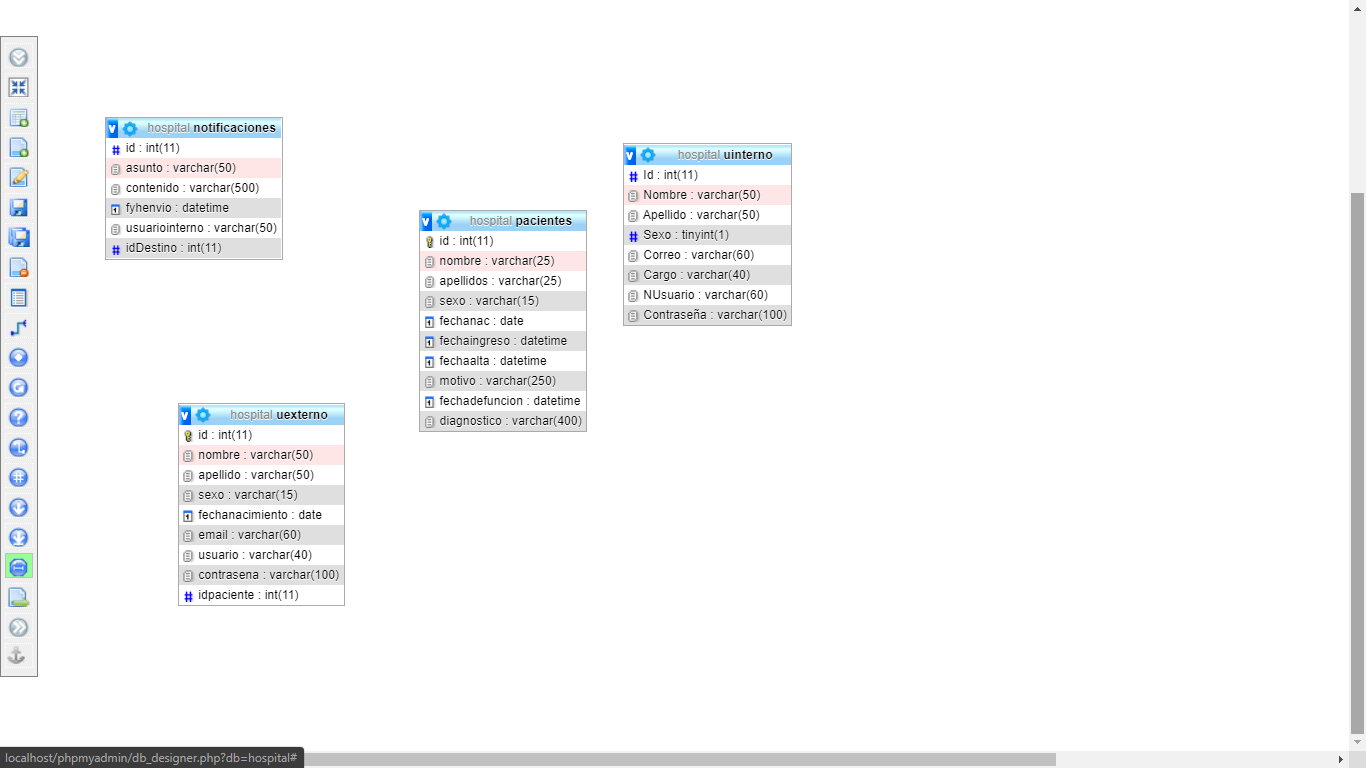 hospital notificaciones
id : int(11)
asunto : varchar(50)
contenido : varchar(500)
fyhenvio : datetime
usuariointerno : varchar(50)
idDestino : int(11)
hospital uinterno
Id : int(11)
Nombre : varchar(50)
Apellido : varchar(50)
Sexo : tinyint(1)
Correo : varchar(60)
Cargo : varchar(40)
NUsuario : varchar(60)
Contraseña : varchar(100)
hospital pacientes
id : int(11)
nombre : varchar(25)
apellidos : varchar(25)
sexo : varchar(15)
fechanac : date
fechaingreso : datetime
fechaalta : datetime
motivo : varchar(250)
fechadefuncion : datetime
diagnostico : varchar(400)
hospital uexterno
id : int(11)
nombre : varchar(50)
apellido : varchar(50)
sexo : varchar(15)
fechanacimiento : date
email : varchar(60)
usuario : varchar(40)
contrasena : varchar(100)
idpaciente : int(11)
localhost/phpmyadmin/db_designer.php?db=hospital#